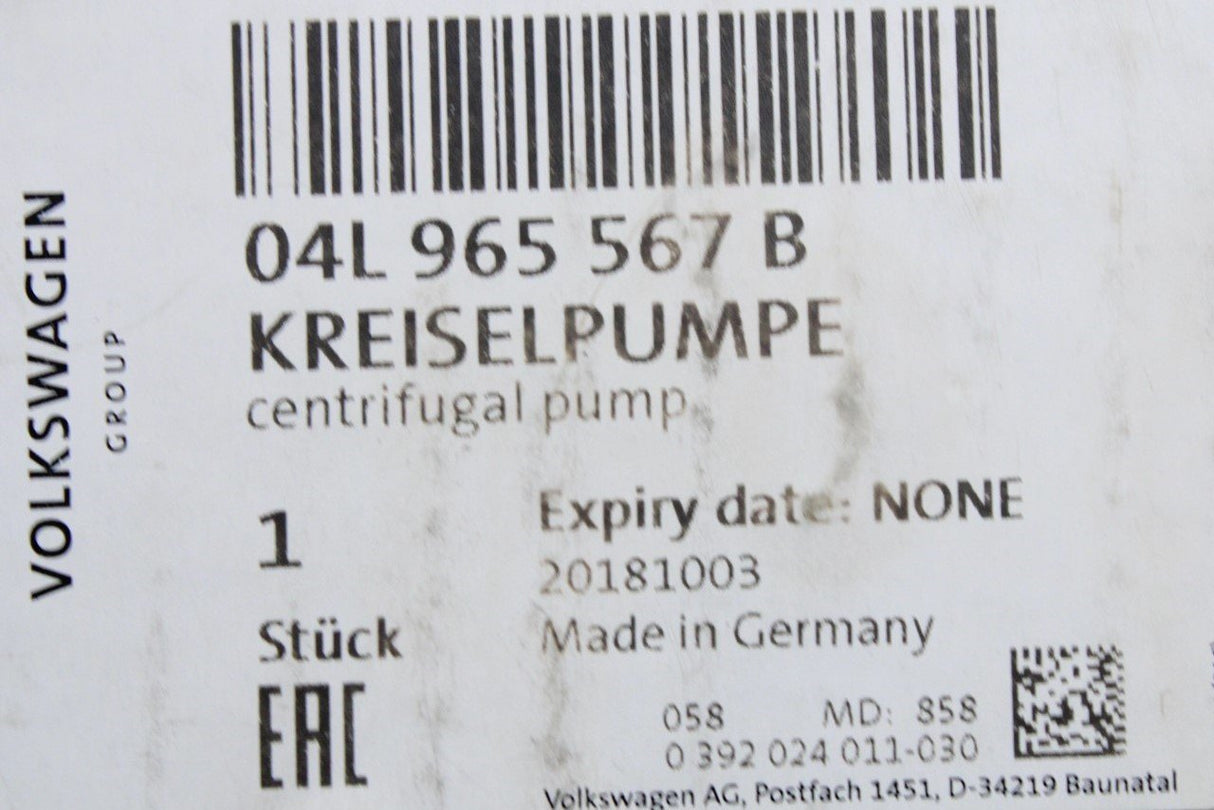 VOLKSWAGEN
GROUP
04L 965 567 B
KREISELPUMPE
centrifugal pump
1
Stück
EAC
Expiry date: NONE
20181003
Made in Germany
058 MD: 858
0 392 024 011-030
Volkswagen AG, Postfach 1451, D-34219 Baunatal